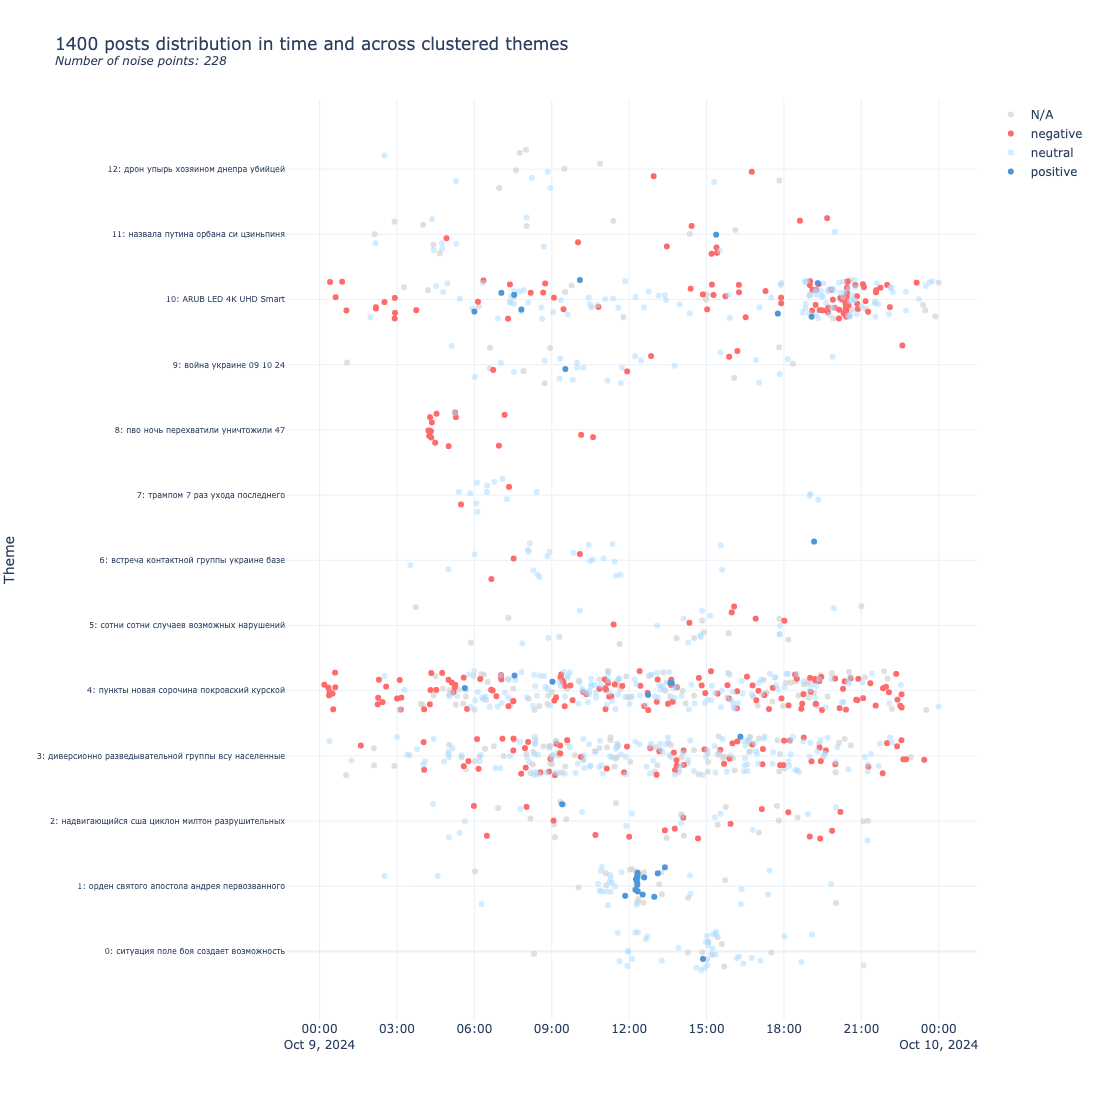 1400 posts distribution in time and across clustered themes
Number of noise points: 228
N/A
negative
neutral
positive
Theme
12: дрон упырь хозяином днепра убийцей
11: назвала путина орбана си цзиньпиня
10: ARUB LED 4K UHD Smart
9: война украине 09 10 24
8: пво ночь перехватили уничтожили 47
7: трампом 7 раз ухода последнего
6: встреча контактной группы украине базе
5: сотни сотни случаев возможных нарушений
4: пункты новая сорочина покровский курской
3: диверсионно разведывательной группы всу населенные
2: надвигающийся сша циклон милтон разрушительных
1: орден святого апостола андрея первозванного
0: ситуация поле боя создает возможность
00:00 03:00 06:00 09:00 12:00 15:00 18:00 21:00 00:00
Oct 9, 2024 Oct 10, 2024